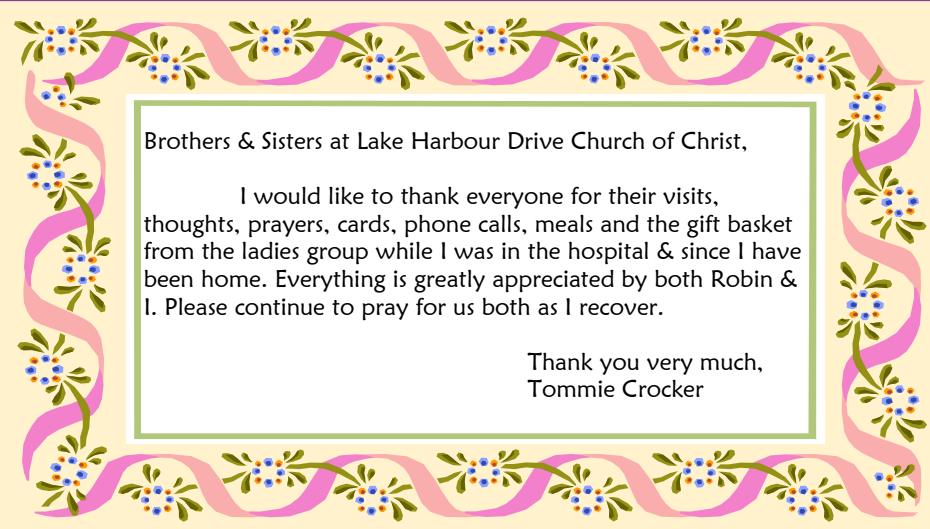 Brothers & Sisters at Lake Harbour Drive Church of Christ,
I would like to thank everyone for their visits,
thoughts, prayers, cards, phone calls, meals and the gift basket
from the ladies group while I was in the hospital & since I have
been home. Everything is greatly appreciated by both Robin &
I. Please continue to pray for us both as I recover.
Thank you very much,
Tommie Crocker